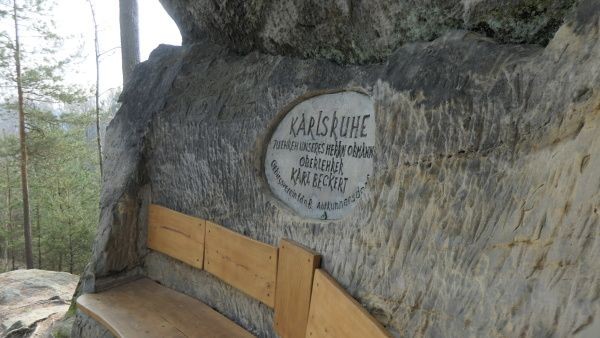 KARlSRUHE
ZU EHREN UNSERES HERRN OBMANN
OBERLEHRER
KARl BECKERT